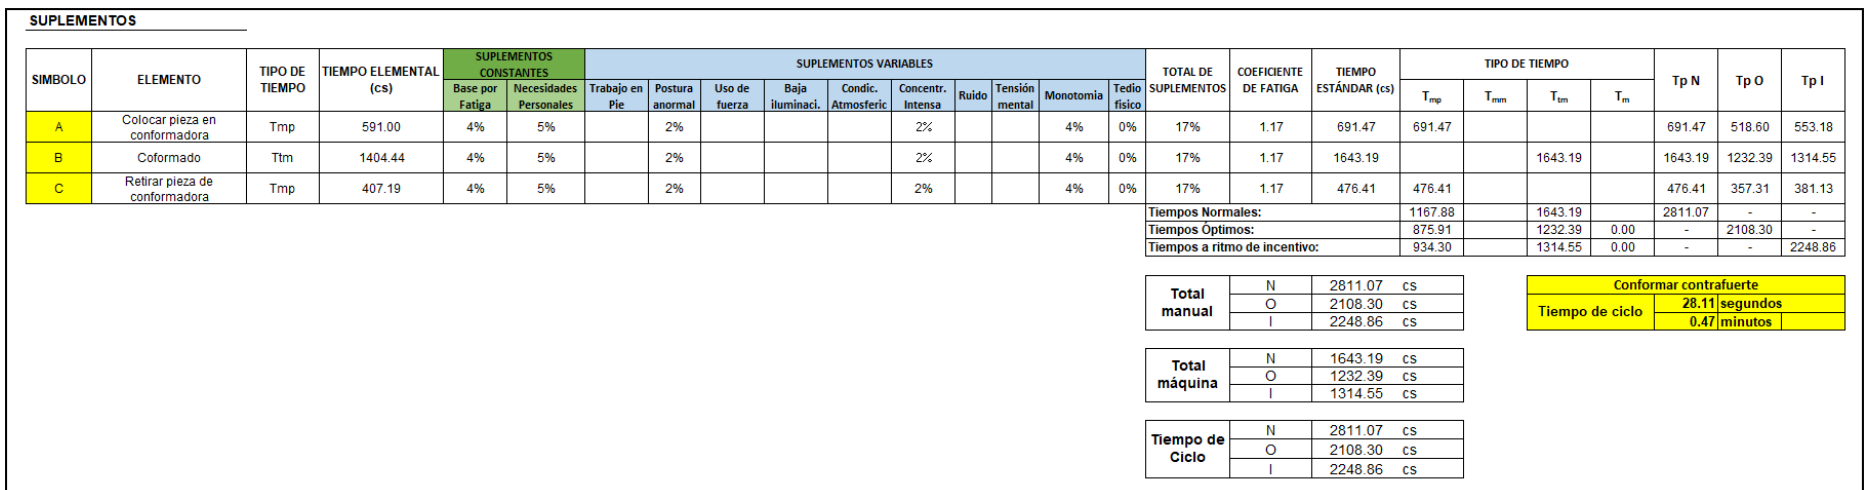 SUPLEMENTOS
SIMBOLO ELEMENTO TIPO DE TIEMPO TIEMPO ELEMENTAL (cs) SUPLEMENTOS CONSTANTES SUPLEMENTOS VARIABLES TOTAL DE SUPLEMENTOS COEFICIENTE DE FATIGA TIEMPO ESTÁNDAR (cs) TIPO DE TIEMPO Tp N Tp O Tp I
Base por Fatiga Necesidades Personales Trabajo en Pie Postura anormal Uso de fuerza Baja iluminaci. Condic. Atmosferic Concentr. Intensa Ruido Tensión mental Monotomia Tedio fisico Tmp Tmm Ttm Tm
A Colocar pieza en conformadora Tmp 591.00 4% 5% 2% 2% 4% 0% 17% 1.17 691.47 691.47 691.47 518.60 553.18
B Coformado Ttm 1404.44 4% 5% 2% 2% 4% 0% 17% 1.17 1643.19 1643.19 1643.19 1232.39 1314.55
C Retirar pieza de conformadora Tmp 407.19 4% 5% 2% 2% 4% 0% 17% 1.17 476.41 476.41 476.41 357.31 381.13
Tiempos Normales: 1167.88 1643.19 2811.07 - -
Tiempos Óptimos: 875.91 1232.39 0.00 - 2108.30 -
Tiempos a ritmo de incentivo: 934.30 1314.55 0.00 - - 2248.86
Total manual N 2811.07 cs
O 2108.30 cs
I 2248.86 cs
Conformar contrafuerte
Tiempo de ciclo 28.11 segundos
0.47 minutos
Total máquina N 1643.19 cs
O 1232.39 cs
I 1314.55 cs
Tiempo de Ciclo N 2811.07 cs
O 2108.30 cs
I 2248.86 cs